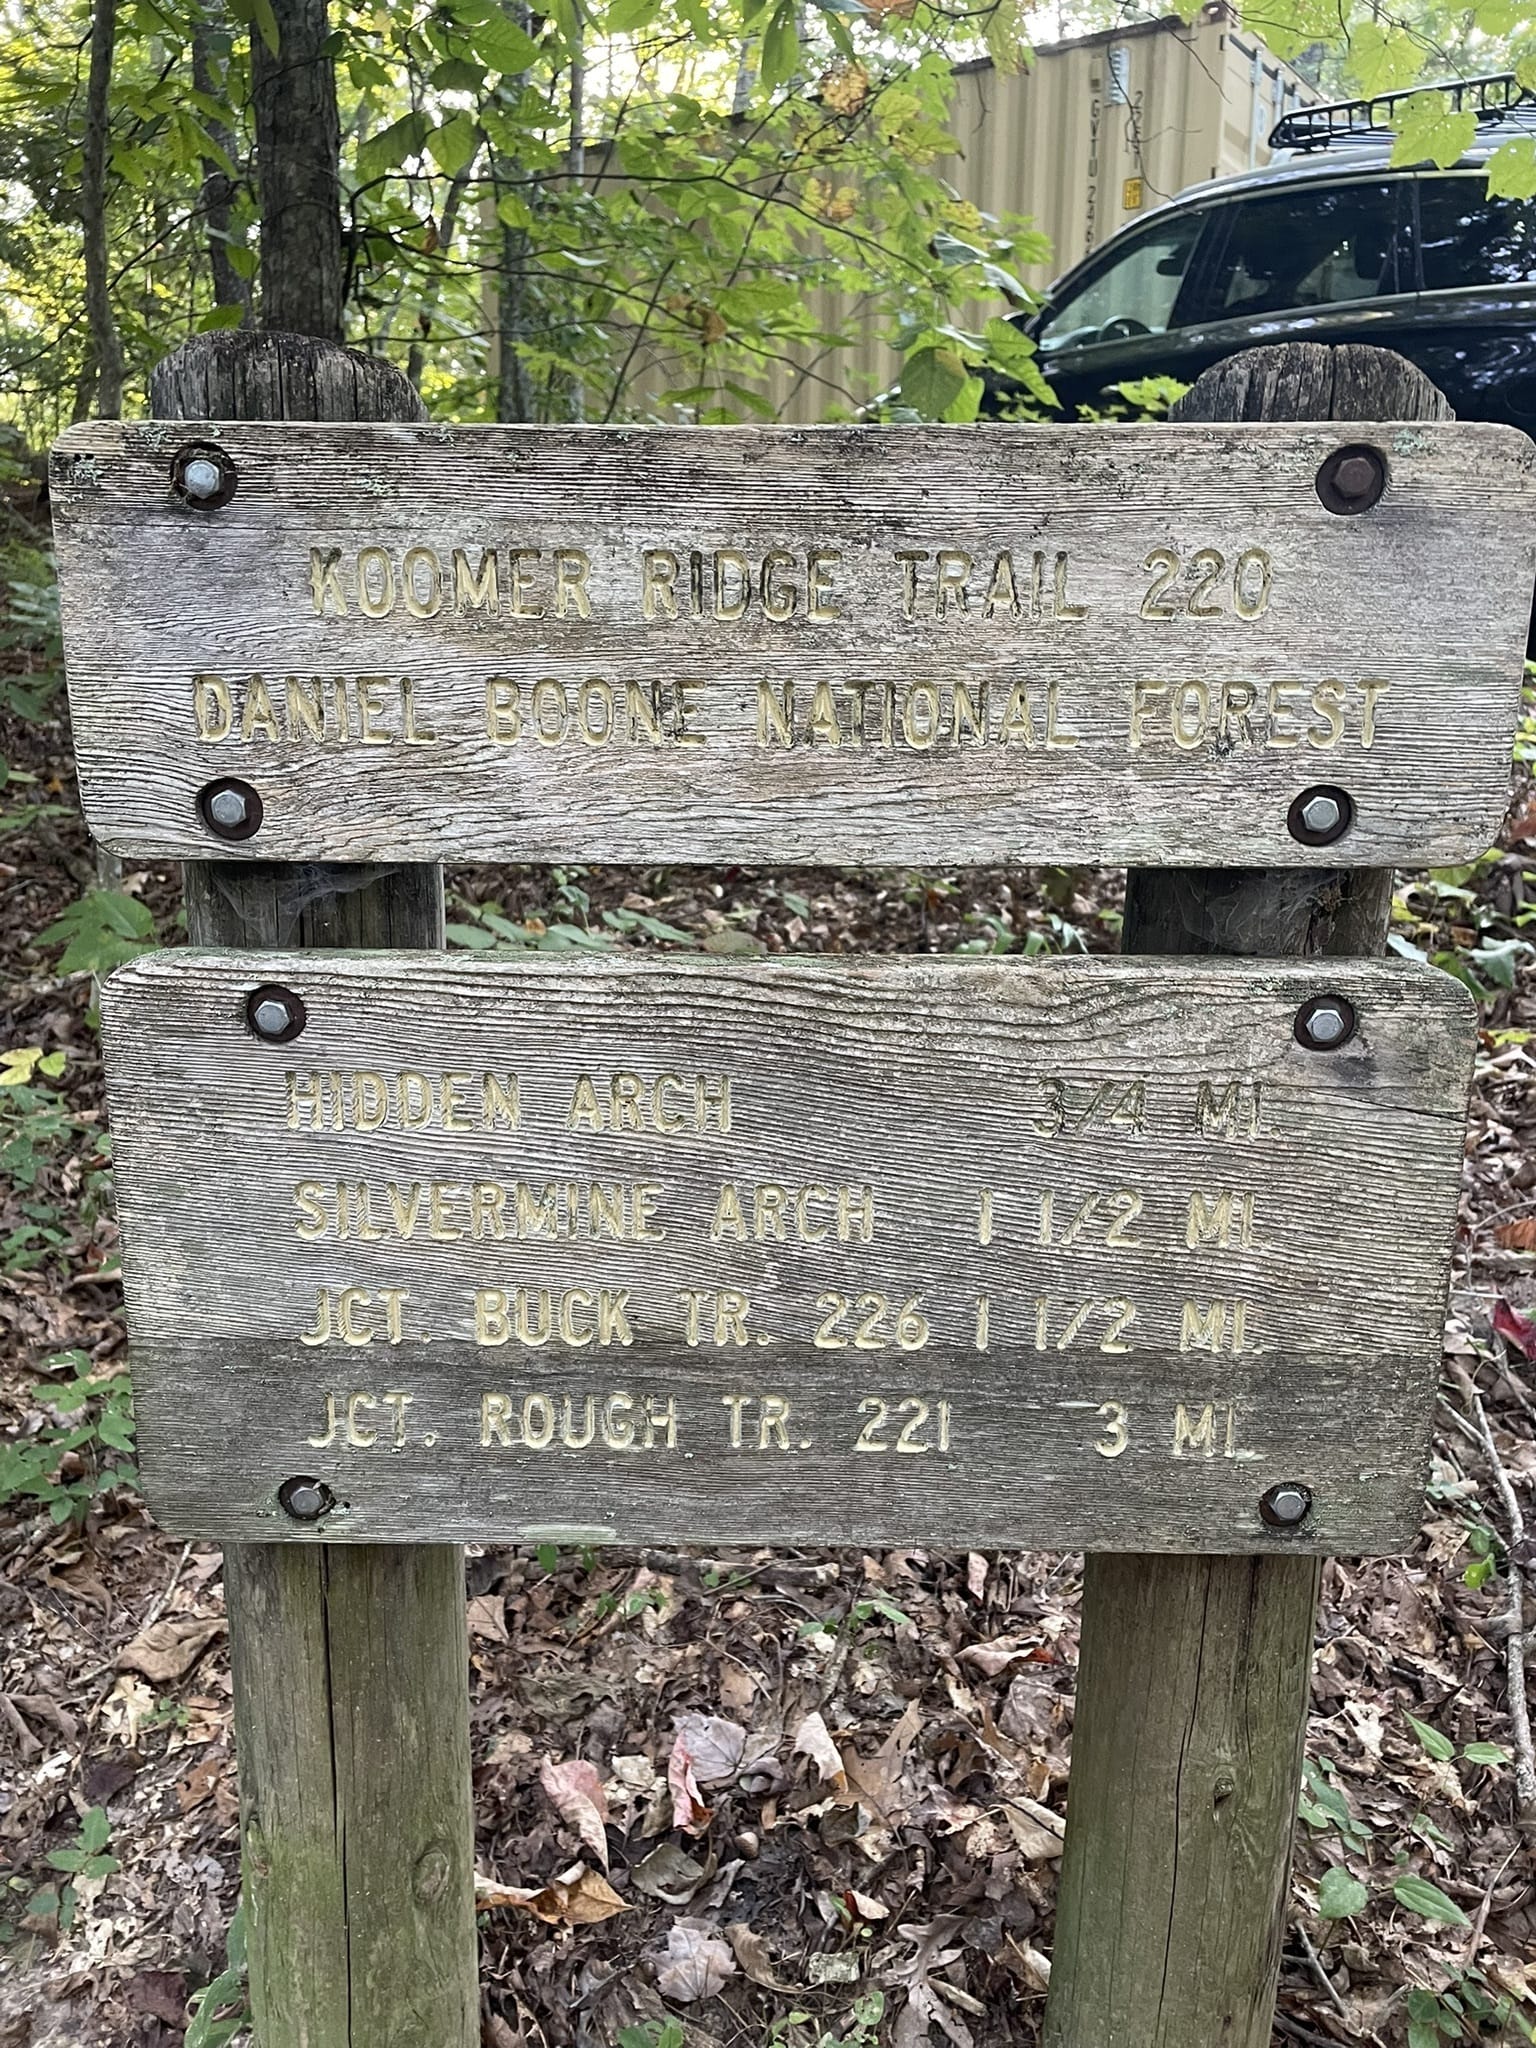 KOOMER RIDGE TRAIL 220
DANIEL BOONE NATIONAL FOREST
HIDDEN ARCH 3/4 MI.
SILVERMINE ARCH 1 1/2 MI.
JCT. BUCK TR. 226 1 1/2 MI.
JCT. ROUGH TR. 221 3 MI.